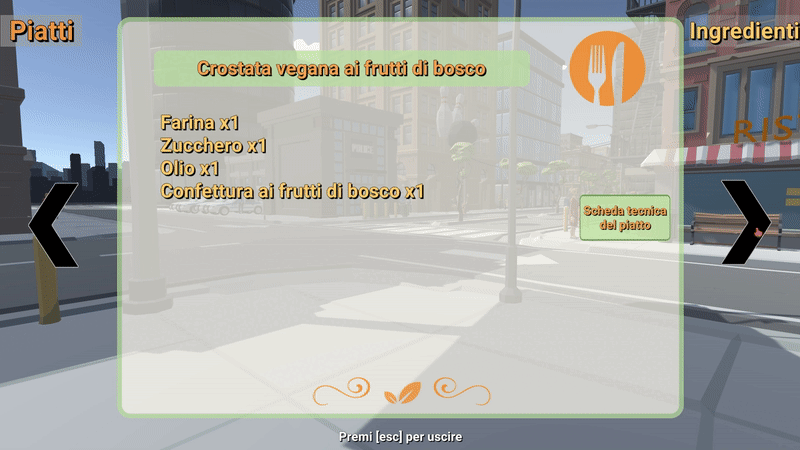 Piatti
Ingredienti
Crostata vegana ai frutti di bosco
Farina x1
Zucchero x1
Olio x1
Confettura ai frutti di bosco x1
RIS
Scheda tecnica
del piatto
Premi [esc] per uscire